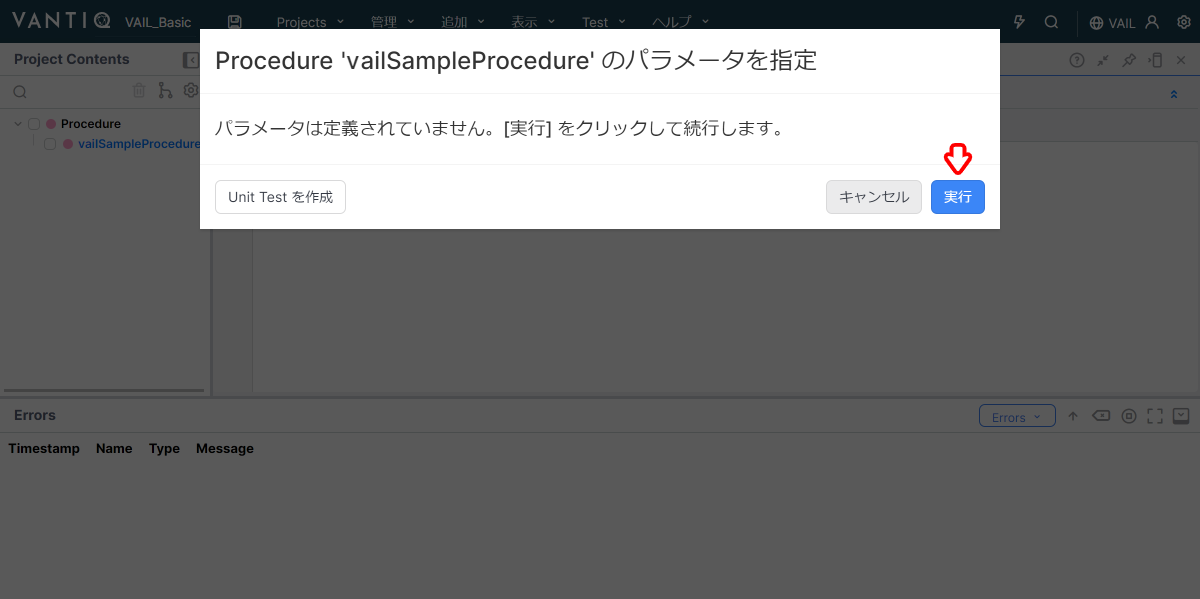 VANTIQ VAIL_Basic Projects 管理 追加 表示 Test ヘルプ VAIL
Project Contents
Procedure 'vailSampleProcedure' のパラメータを指定
パラメータは定義されていません。[実行] をクリックして続行します。
Procedure
vailSampleProcedure
Unit Test を作成 キャンセル 実行
Errors Errors
Timestamp Name Type Message